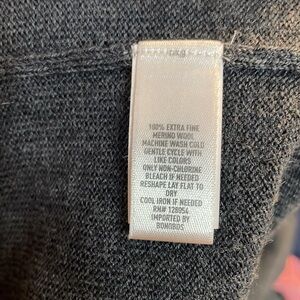 100% EXTRA FINE
MERINO WOOL
MACHINE WASH COLD
GENTLE CYCLE WITH
LIKE COLORS
ONLY NON-CHLORINE
BLEACH IF NEEDED
RESHAPE LAY FLAT TO
DRY
COOL IRON IF NEEDED
RN# 128954
IMPORTED BY
BONOBOS